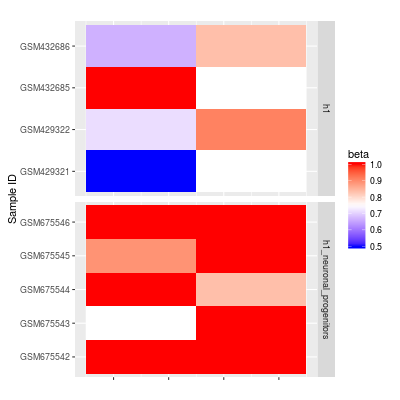 GSM432686
GSM432685
GSM429322
GSM429321
h1
GSM675546
GSM675545
GSM675544
GSM675543
GSM675542
h1_neuronal_progenitors
Sample ID
beta
1.0
0.9
0.8
0.7
0.6
0.5